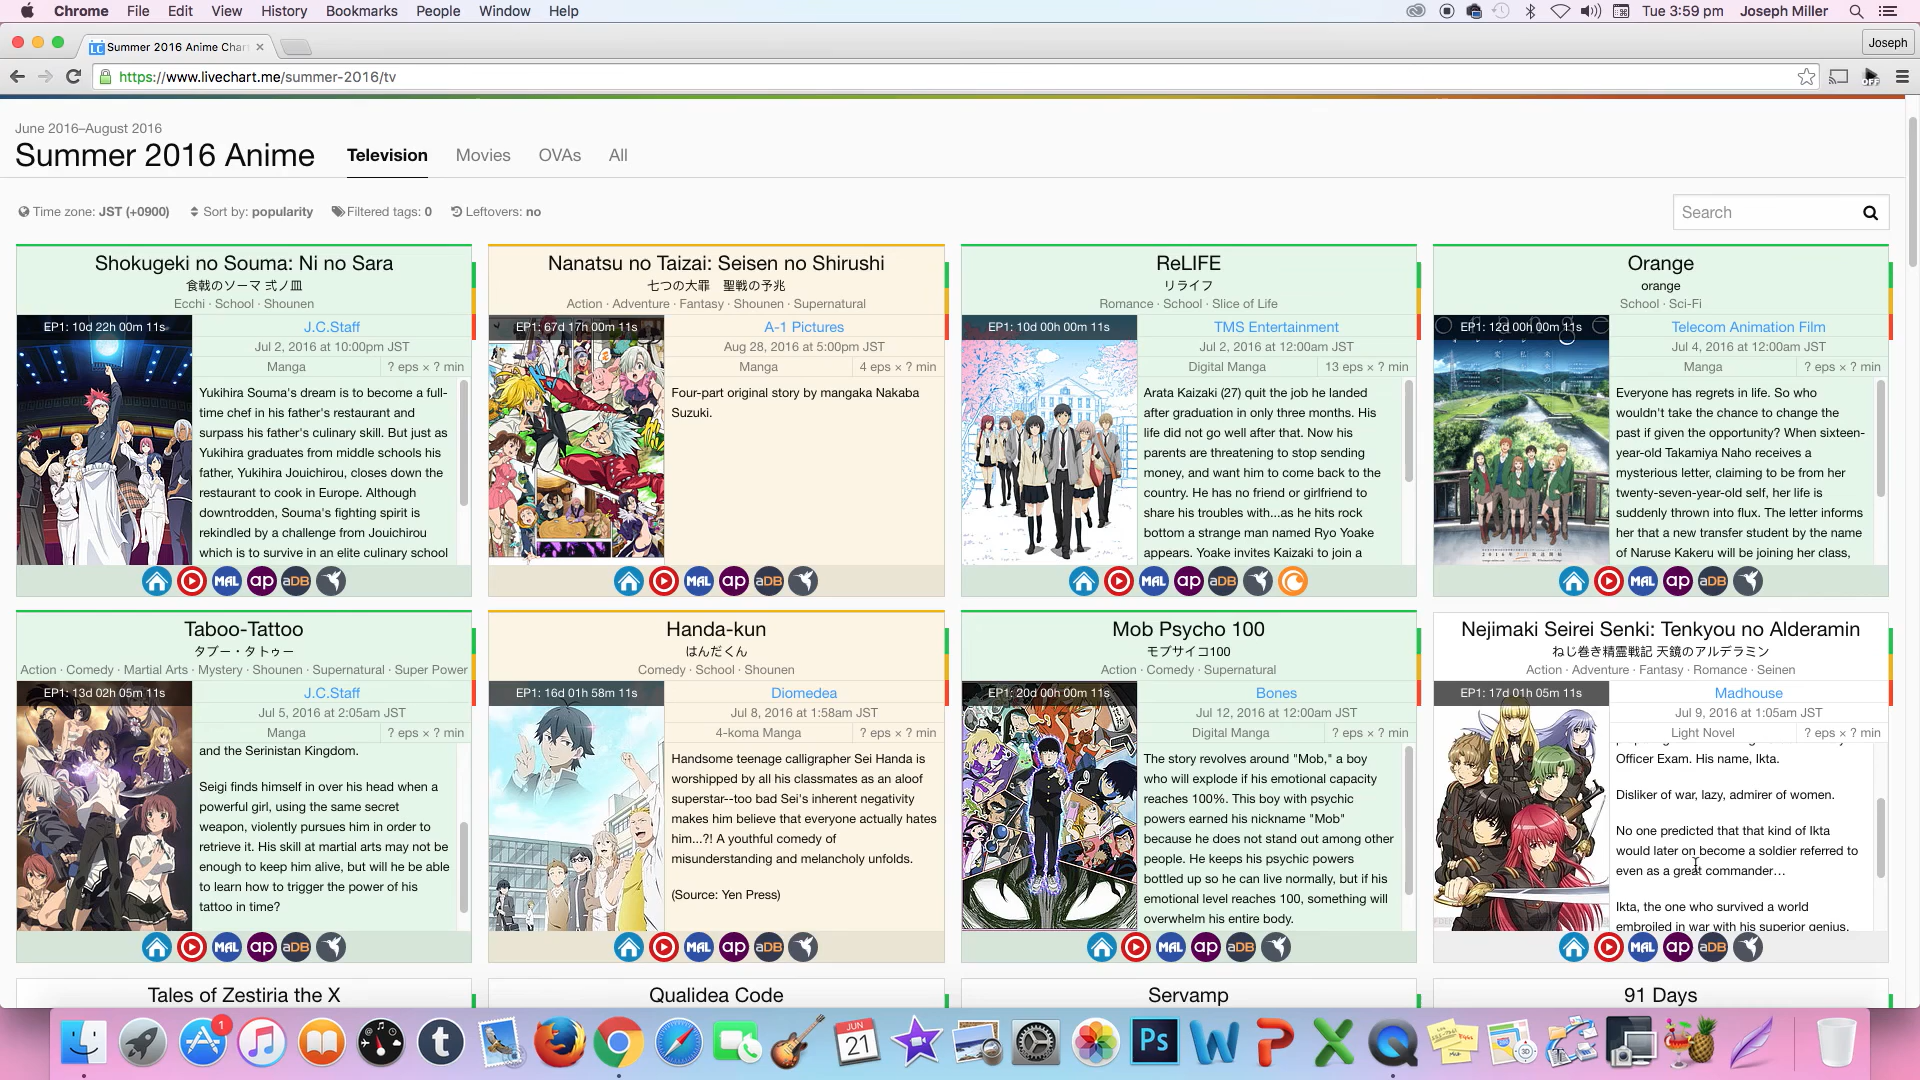 Chrome File Edit View History Bookmarks People Window Help
Tue 3:59 pm Joseph Miller
Summer 2016 Anime Char
Joseph
https://www.livechart.me/summer-2016/tv
OFF
June 2016–August 2016
Summer 2016 Anime Television Movies OVAs All
Time zone: JST (+0900) Sort by: popularity Filtered tags: 0 Leftovers: no
Search
Shokugeki no Souma: Ni no Sara
食戟のソーマ 弍ノ皿
Ecchi · School · Shounen
EP1: 10d 22h 00m 11s
J.C.Staff
Jul 2, 2016 at 10:00pm JST
Manga ? eps × ? min
Yukihira Souma's dream is to become a full-
time chef in his father's restaurant and
surpass his father's culinary skill. But just as
Yukihira graduates from middle schools his
father, Yukihira Jouichirou, closes down the
restaurant to cook in Europe. Although
downtrodden, Souma's fighting spirit is
rekindled by a challenge from Jouichirou
which is to survive in an elite culinary school
MAL ap aDB
Nanatsu no Taizai: Seisen no Shirushi
七つの大罪 聖戦の予兆
Action · Adventure · Fantasy · Shounen · Supernatural
EP1: 67d 17h 00m 11s
A-1 Pictures
Aug 28, 2016 at 5:00pm JST
Manga 4 eps × ? min
Four-part original story by mangaka Nakaba
Suzuki.
MAL ap aDB
ReLIFE
リライフ
Romance · School · Slice of Life
EP1: 10d 00h 00m 11s
TMS Entertainment
Jul 2, 2016 at 12:00am JST
Digital Manga 13 eps × ? min
Arata Kaizaki (27) quit the job he landed
after graduation in only three months. His
life did not go well after that. Now his
parents are threatening to stop sending
money, and want him to come back to the
country. He has no friend or girlfriend to
share his troubles with...as he hits rock
bottom a strange man named Ryo Yoake
appears. Yoake invites Kaizaki to join a
MAL ap aDB
Orange
orange
School · Sci-Fi
EP1: 12d 00h 00m 11s
Telecom Animation Film
Jul 4, 2016 at 12:00am JST
Manga ? eps × ? min
Everyone has regrets in life. So who
wouldn't take the chance to change the
past if given the opportunity? When sixteen-
year-old Takamiya Naho receives a
mysterious letter, claiming to be from her
twenty-seven-year-old self, her life is
suddenly thrown into flux. The letter informs
her that a new transfer student by the name
of Naruse Kakeru will be joining her class,
MAL ap aDB
Taboo-Tattoo
タブー・タトゥー
Action · Comedy · Martial Arts · Mystery · Shounen · Supernatural · Super Power
EP1: 13d 02h 05m 11s
J.C.Staff
Jul 5, 2016 at 2:05am JST
Manga ? eps × ? min
and the Serinistan Kingdom.
Seigi finds himself in over his head when a
powerful girl, using the same secret
weapon, violently pursues him in order to
retrieve it. His skill at martial arts may not be
enough to keep him alive, but will he be able
to learn how to trigger the power of his
tattoo in time?
MAL ap aDB
Handa-kun
はんだくん
Comedy · School · Shounen
EP1: 16d 01h 58m 11s
Diomedea
Jul 8, 2016 at 1:58am JST
4-koma Manga ? eps × ? min
Handsome teenage calligrapher Sei Handa is
worshipped by all his classmates as an aloof
superstar--too bad Sei's inherent negativity
makes him believe that everyone actually hates
him...?! A youthful comedy of
misunderstanding and melancholy unfolds.
(Source: Yen Press)
MAL ap aDB
Mob Psycho 100
モブサイコ100
Action · Comedy · Supernatural
EP1: 20d 00h 00m 11s
Bones
Jul 12, 2016 at 12:00am JST
Digital Manga ? eps × ? min
The story revolves around "Mob," a boy
who will explode if his emotional capacity
reaches 100%. This boy with psychic
powers earned his nickname "Mob"
because he does not stand out among other
people. He keeps his psychic powers
bottled up so he can live normally, but if his
emotional level reaches 100, something will
overwhelm his entire body.
MAL ap aDB
Nejimaki Seirei Senki: Tenkyou no Alderamin
ねじ巻き精霊戦記 天鏡のアルデラミン
Action · Adventure · Fantasy · Romance · Seinen
EP1: 17d 01h 05m 11s
Madhouse
Jul 9, 2016 at 1:05am JST
Light Novel ? eps × ? min
Officer Exam. His name, Ikta.
Disliker of war, lazy, admirer of women.
No one predicted that that kind of Ikta
would later on become a soldier referred to
even as a great commander…
Ikta, the one who survived a world
embroiled in war with his superior genius.
MAL ap aDB
Tales of Zestiria the X
Qualidea Code
Servamp
91 Days
1
JUN
21
Ps